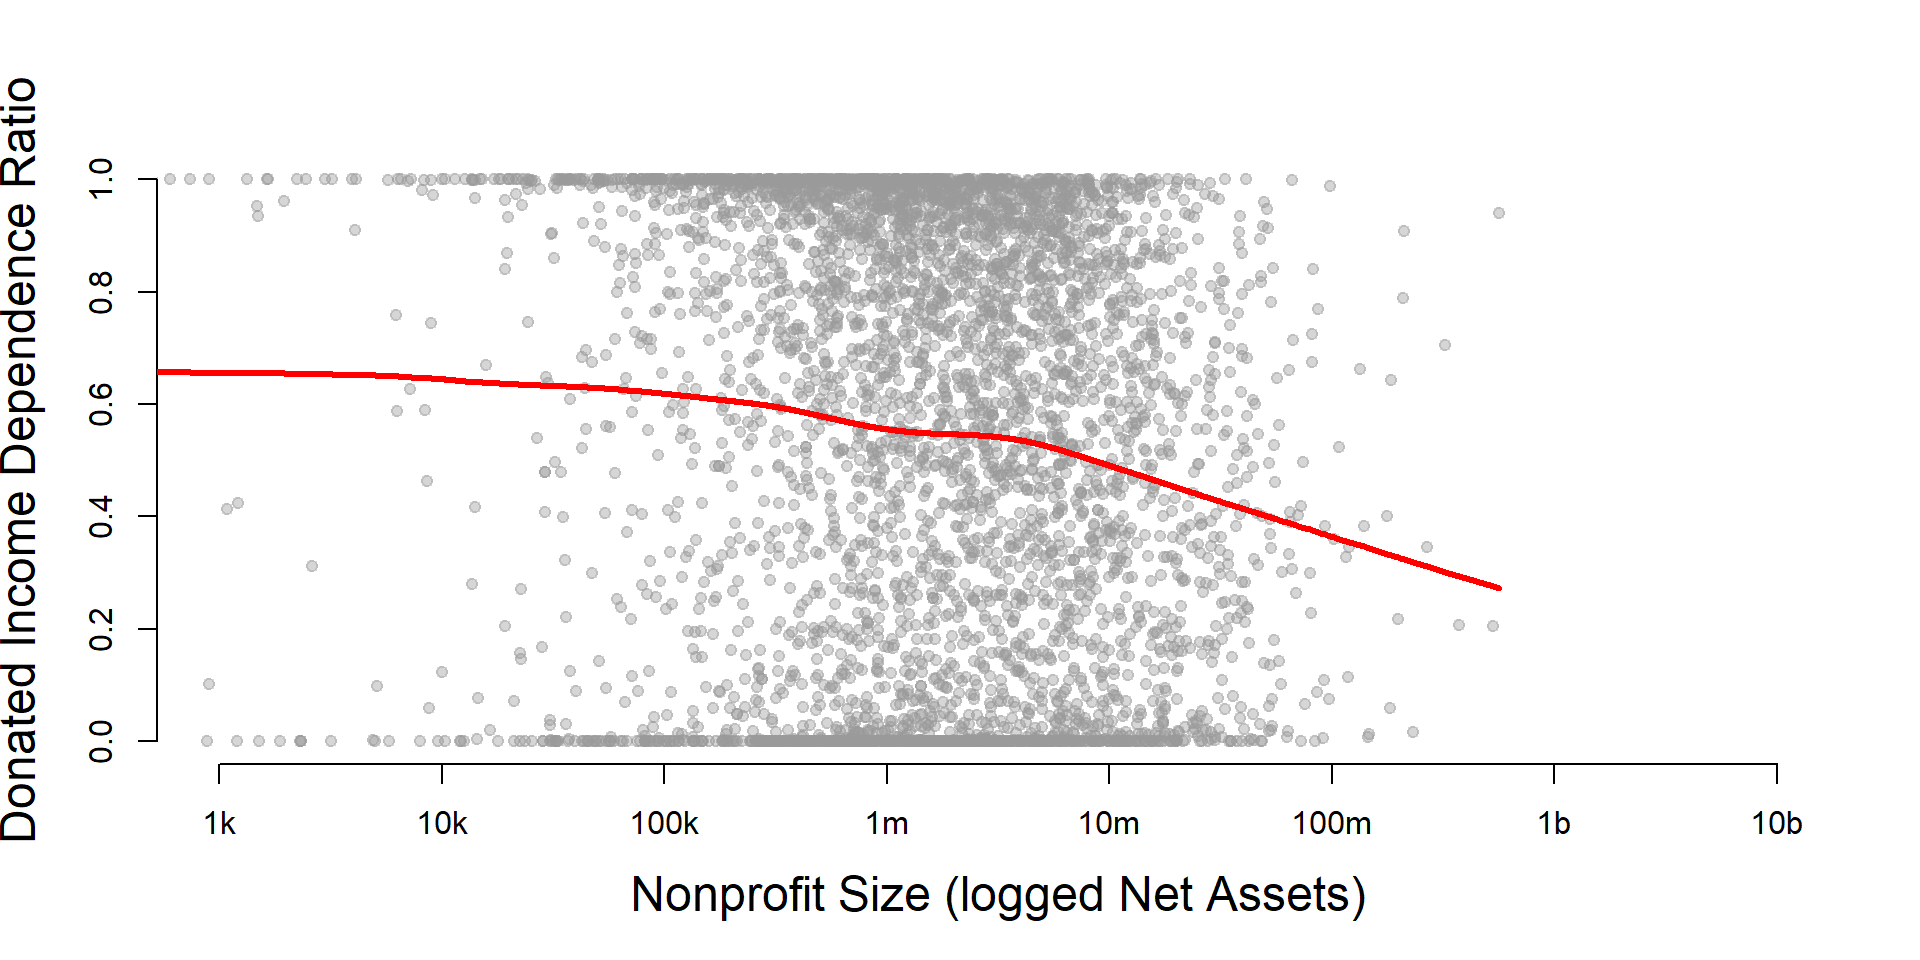 Donated Income Dependence Ratio
1.0
0.8
0.6
0.4
0.2
0.0
1k 10k 100k 1m 10m 100m 1b 10b
Nonprofit Size (logged Net Assets)